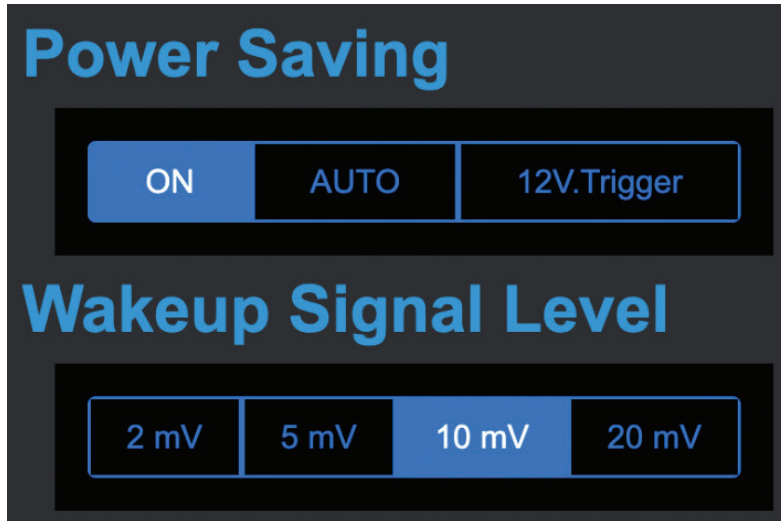 Power Saving
ON AUTO 12V.Trigger
Wakeup Signal Level
2 mV 5 mV 10 mV 20 mV